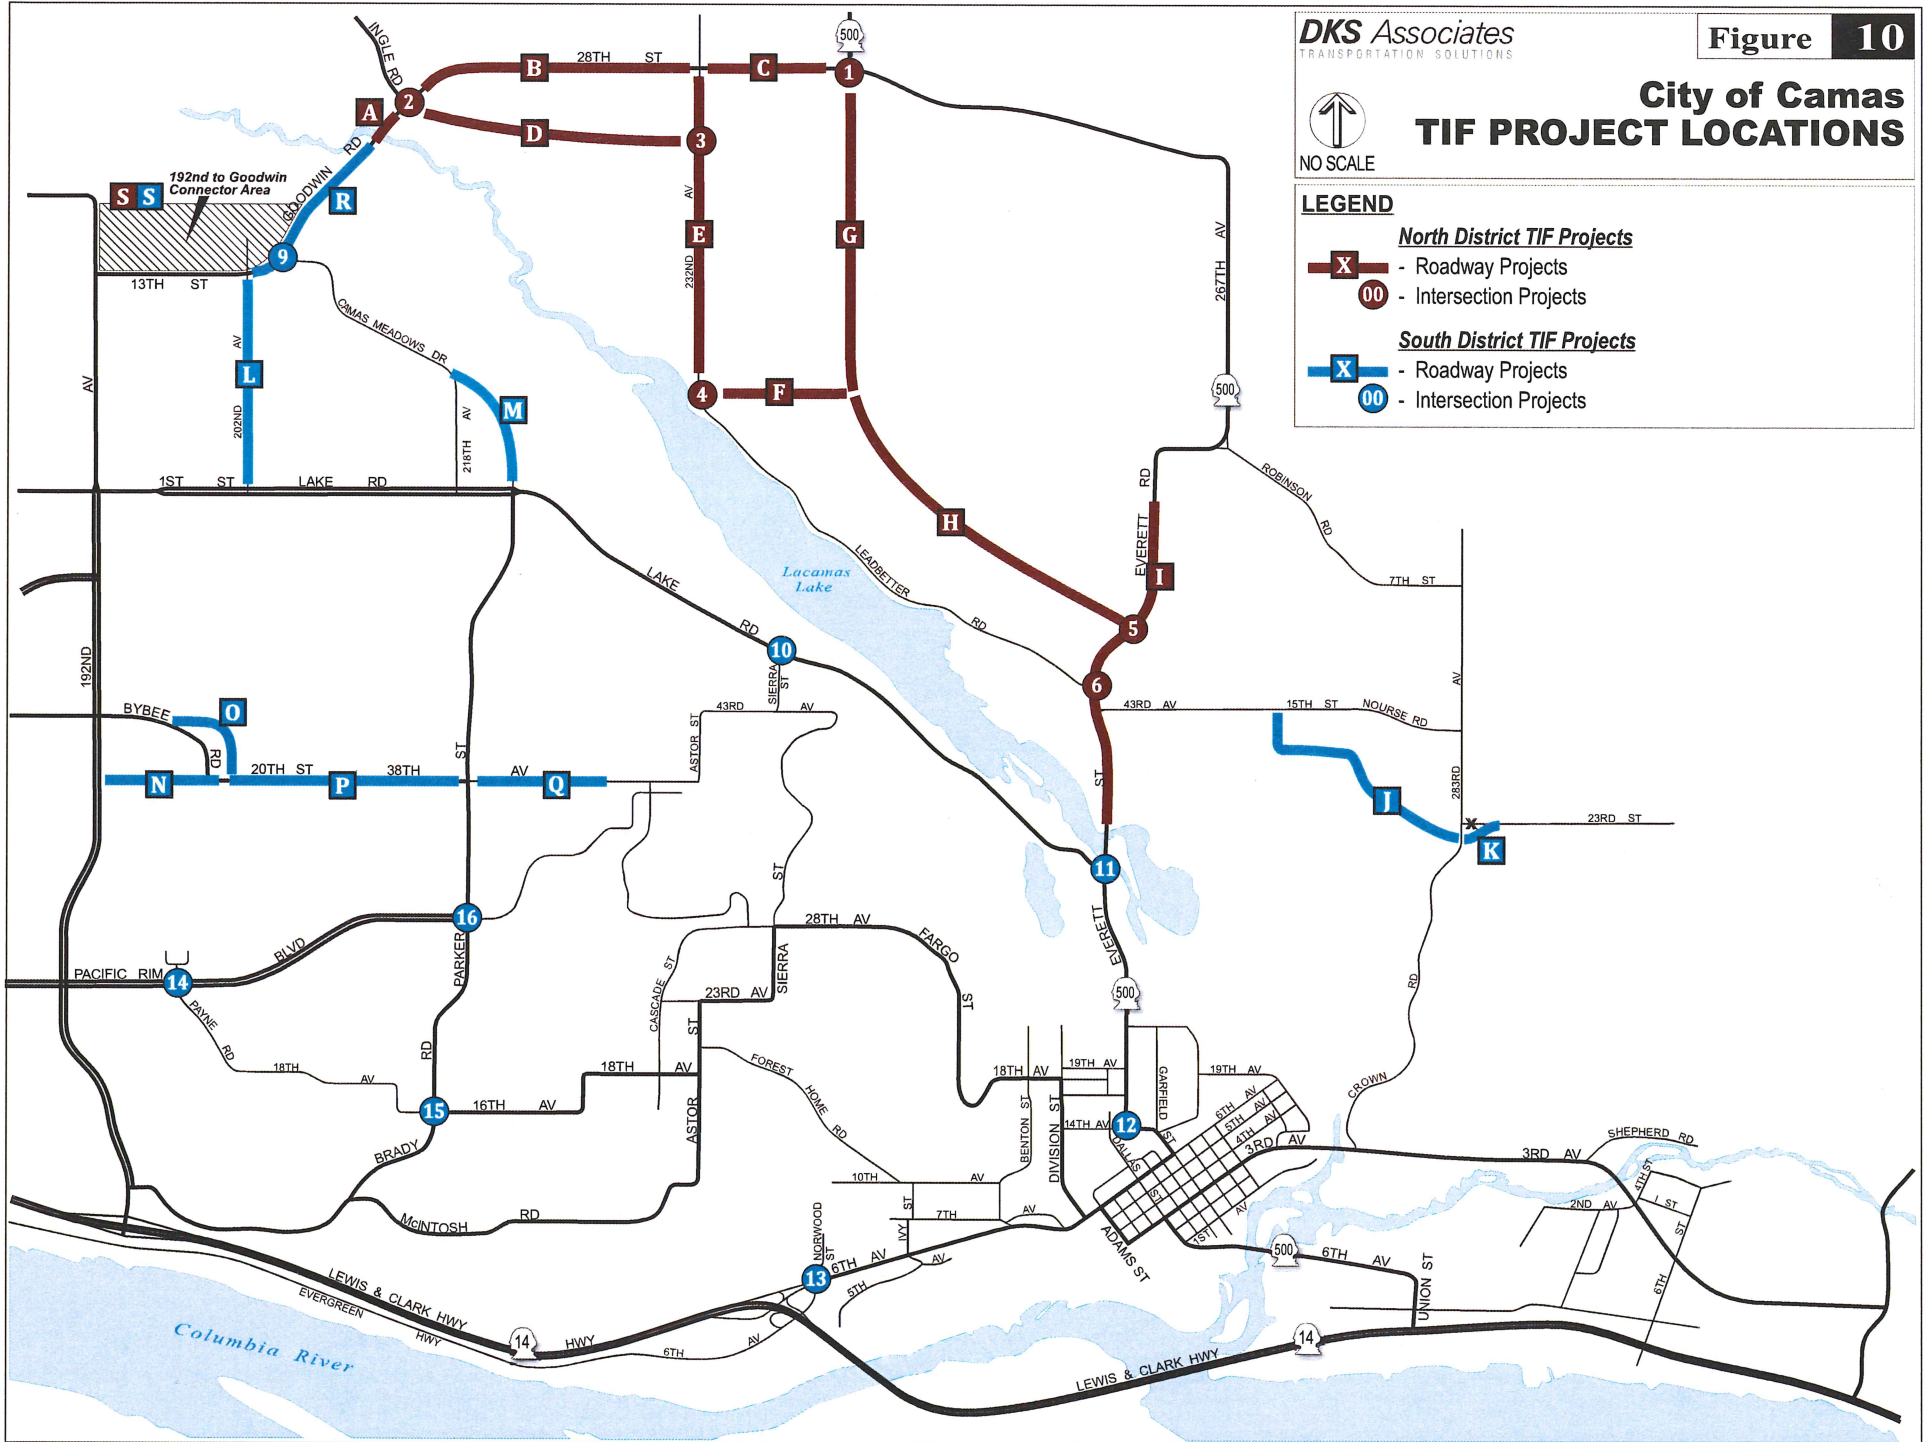 DKS Associates
TRANSPORTATION SOLUTIONS
Figure 10
City of Camas
TIF PROJECT LOCATIONS
NO SCALE
LEGEND
North District TIF Projects
X - Roadway Projects
00 - Intersection Projects
South District TIF Projects
X - Roadway Projects
00 - Intersection Projects
INGLE RD
500
1
28TH ST
B
C
2
A
D
3
RD
GOODWIN
R
S S
192nd to Goodwin
Connector Area
9
13TH ST
AV
E
232ND
G
AV
267TH
500
CAMAS MEADOWS DR
AV
L
202ND
AV
M
AV
218TH
4
F
1ST ST LAKE RD
H
RD
EVERETT
I
ROBINSON
RD
7TH ST
Lacamas
Lake
LEADBETTER
RD
LAKE
RD
5
10
SIERRA
ST
6
192ND
BYBEE
RD
O
43RD AV
ASTOR ST
43RD AV
15TH ST
NOURSE RD
AV
283RD
N
20TH ST
P
38TH
AV
Q
ST
ST
J
X
23RD ST
K
11
16
PARKER
ST
28TH AV
FARGO
ST
EVERETT
PACIFIC RIM
BLVD
14
PAYNE
RD
CASCADE ST
23RD AV
SIERRA
500
RD
18TH
AV
RD
18TH AV
ST
ASTOR
FOREST
HOME
RD
15
16TH AV
BRADY
18TH AV
19TH AV
GARFIELD
ST
19TH AV
BENTON ST
DIVISION ST
14TH AV
12
DALLAS
ST
6TH AV
5TH AV
4TH AV
3RD AV
CROWN
RD
3RD AV
SHEPHERD RD
10TH AV
ST
IVY
7TH AV
McINTOSH RD
NORWOOD
ST
13
6TH AV
5TH
AV
ADAMS ST
1ST
AV
500
6TH AV
UNION ST
2ND AV
4TH ST
I ST
ST
6TH
LEWIS & CLARK HWY
EVERGREEN
HWY
14
HWY
6TH
AV
14
LEWIS & CLARK HWY
Columbia River